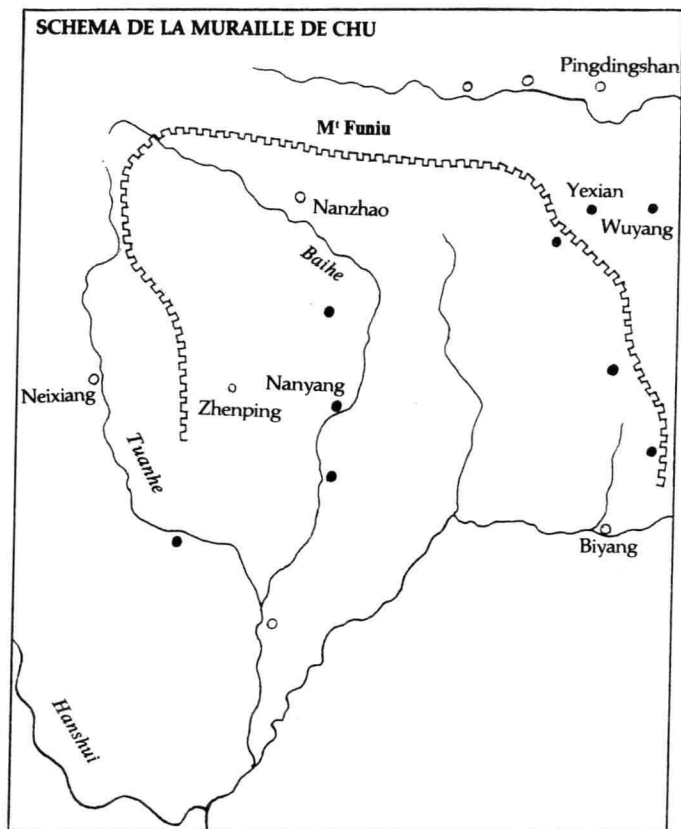 SCHEMA DE LA MURAILLE DE CHU
Pingdingshan
Mt Funiu
Yexian
Wuyang
Nanzhao
Baihe
Neixiang
Zhenping
Nanyang
Tuanhe
Biyang
Hanshui